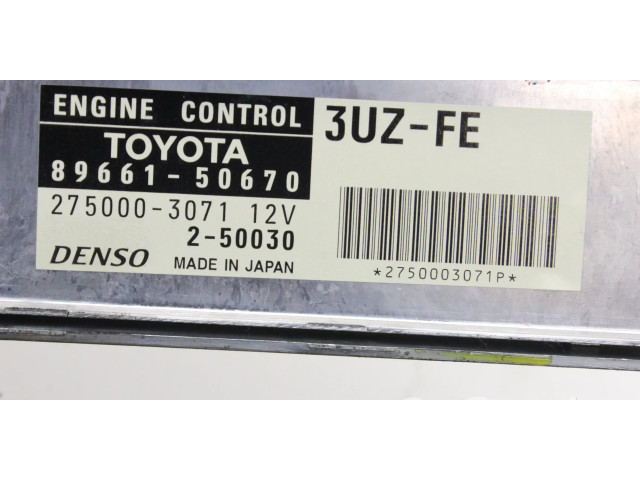 ENGINE CONTROL
TOYOTA
89661-50670
3UZ-FE
275000-3071 12V
2-50030
DENSO MADE IN JAPAN
*2750003071P*